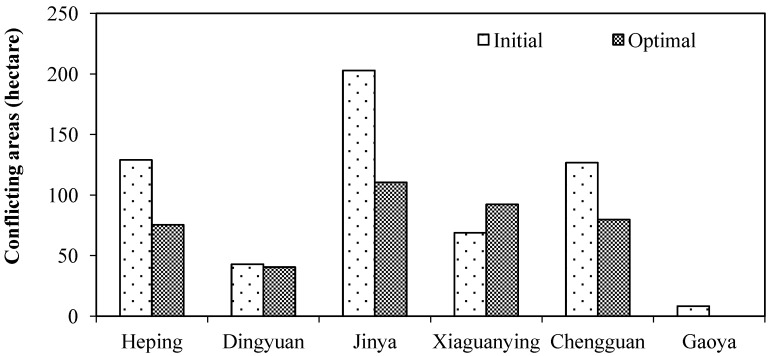 Conflicting areas (hectare)
250
200
150
100
50
0
Initial
Optimal
Heping
Dingyuan
Jinya
Xiaguanying
Chengguan
Gaoya